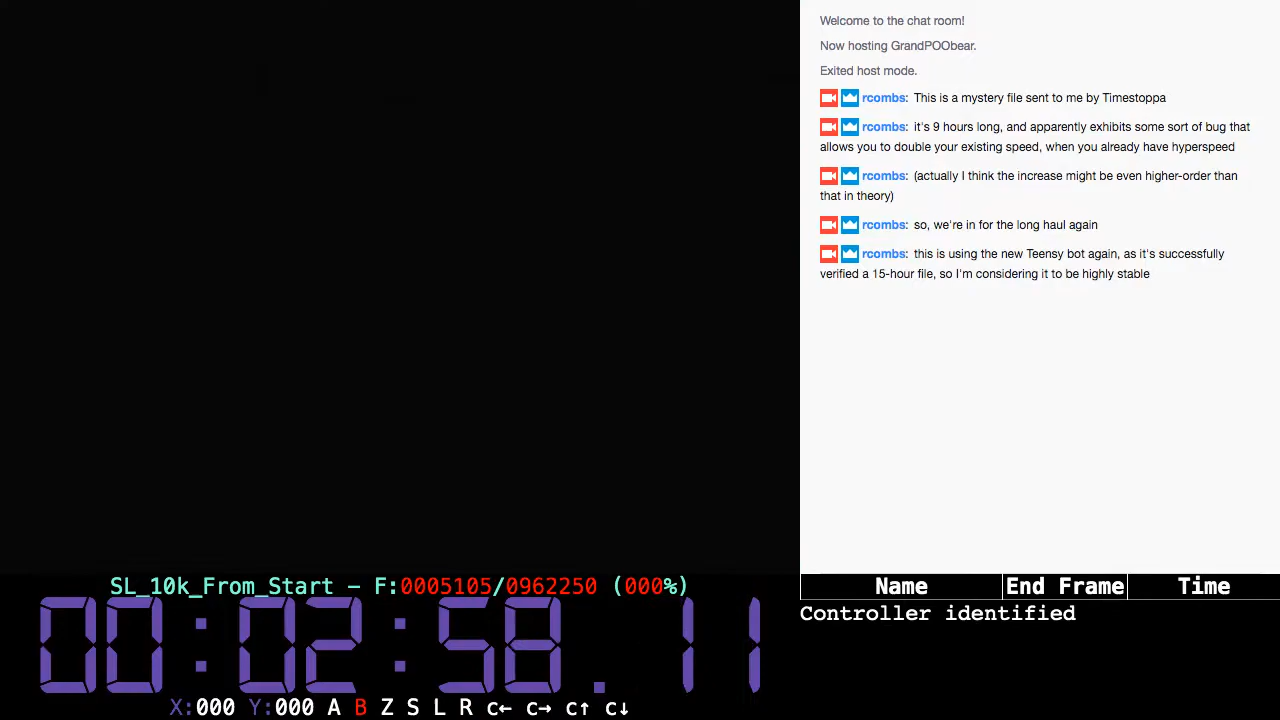 Welcome to the chat room!
Now hosting GrandPOObear.
Exited host mode.
rcombs: This is a mystery file sent to me by Timestoppa
rcombs: it's 9 hours long, and apparently exhibits some sort of bug that
allows you to double your existing speed, when you already have hyperspeed
rcombs: (actually I think the increase might be even higher-order than
that in theory)
rcombs: so, we're in for the long haul again
rcombs: this is using the new Teensy bot again, as it's successfully
verified a 15-hour file, so I'm considering it to be highly stable
SL_10k_From_Start – F:0005105/0962250 (000%)
00:02:58.11
X:000 Y:000 A B Z S L R c← c→ c↑ c↓
Name End Frame Time
Controller identified